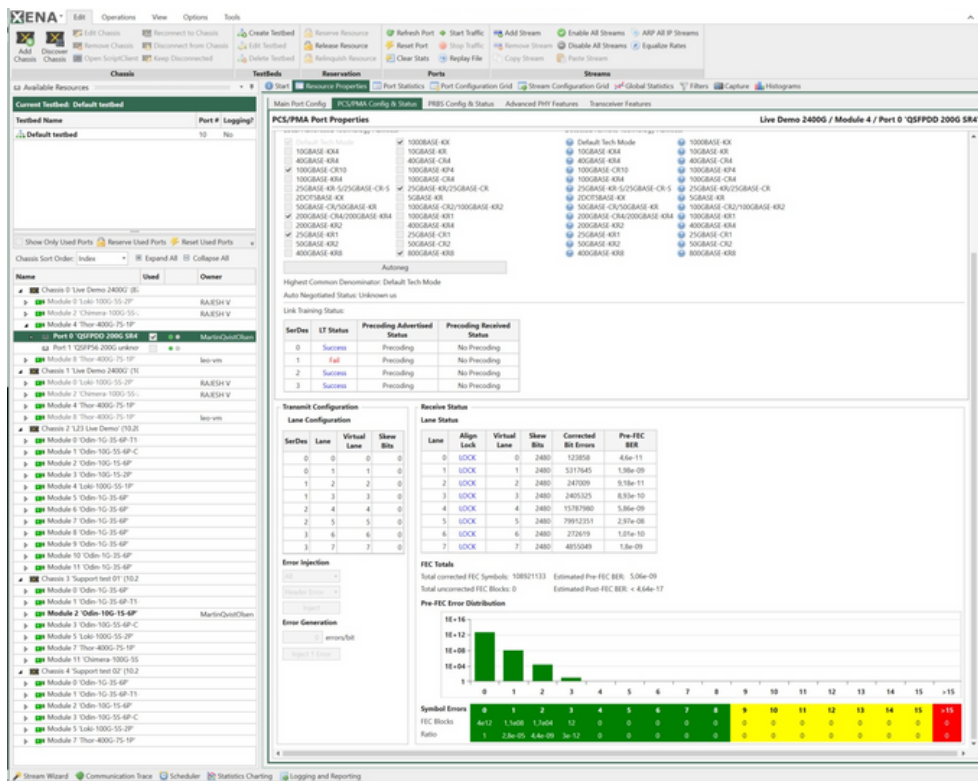 XENA
Edit Operations View Options Tools
Add Chassis
Discover Chassis
Edit Chassis
Remove Chassis
Open ScriptClient
Reconnect to Chassis
Disconnect from Chassis
Keep Disconnected
Create Testbed
Edit Testbed
Delete Testbed
Reserve Resource
Release Resource
Relinquish Resource
Refresh Port
Reset Port
Clear Stats
Start Traffic
Stop Traffic
Replay File
Add Stream
Remove Stream
Copy Stream
Enable All Streams
Disable All Streams
Paste Stream
ARP All IP Streams
Equalize Rates
Chassis TestBeds Reservation Ports Streams
Available Resources
Start Resource Properties Port Statistics Port Configuration Grid Stream Configuration Grid Global Statistics Filters Capture Histograms
Current Testbed: Default testbed
Testbed Name Port # Logging?
Default testbed 10 No
Show Only Used Ports Reserve Used Ports Reset Used Ports
Chassis Sort Order: Index Expand All Collapse All
Name Used Owner
Chassis 0 'Live Demo 2400G'
Module 0 'Loki-100G-5S-2P' RAJESH V
Module 2 'Chimera-100G-5S- RAJESH V
Module 4 'Thor-400G-7S-1P'
Port 0 'QSFPDD 200G SR4 MartinQvistOlsen
Port 1 'QSFP56 200G unknor
Module 8 'Thor-400G-7S-1P' leo-vm
Chassis 1 'Live Demo 2400G'
Module 0 'Loki-100G-5S-2P' RAJESH V
Module 2 'Chimera-100G-5S- RAJESH V
Module 4 'Thor-400G-7S-1P'
Module 8 'Thor-400G-7S-1P' leo-vm
Chassis 2 'L23 Live Demo' (10.2
Module 0 'Odin-1G-3S-6P-T1
Module 1 'Odin-10G-5S-6P-C
Module 2 'Odin-10G-1S-6P'
Module 3 'Odin-10G-1S-2P'
Module 4 'Loki-100G-5S-1P'
Module 5 'Odin-1G-3S-6P'
Module 6 'Odin-1G-3S-6P'
Module 7 'Odin-1G-3S-6P'
Module 8 'Odin-1G-3S-6P'
Module 9 'Odin-1G-3S-6P'
Module 10 'Odin-1G-3S-6P'
Module 11 'Odin-1G-3S-6P'
Chassis 3 'Support test 01' (10.2
Module 0 'Odin-1G-3S-6P'
Module 1 'Odin-1G-3S-6P-T1
Module 2 'Odin-10G-1S-6P' MartinQvistOlsen
Module 3 'Odin-10G-5S-6P-C
Module 5 'Loki-100G-5S-2P'
Module 7 'Thor-400G-7S-1P'
Module 11 'Chimera-100G-5S
Chassis 4 'Support test 02' (10.2
Module 0 'Odin-1G-3S-6P'
Module 1 'Odin-1G-3S-6P-T1
Module 2 'Odin-10G-1S-6P'
Module 3 'Odin-10G-5S-6P-C
Module 5 'Loki-100G-5S-2P'
Module 7 'Thor-400G-7S-1P'
Main Port Config PCS/PMA Config & Status PRBS Config & Status Advanced PHY Features Transceiver Features
PCS/PMA Port Properties Live Demo 2400G / Module 4 / Port 0 'QSFPDD 200G SR4'
Default Tech Mode 1000BASE-KX Default Tech Mode 1000BASE-KX
10GBASE-KX4 10GBASE-KR 10GBASE-KX4 10GBASE-KR
40GBASE-KR4 40GBASE-CR4 40GBASE-KR4 40GBASE-CR4
100GBASE-CR10 100GBASE-KP4 100GBASE-CR10 100GBASE-KP4
100GBASE-KR4 100GBASE-CR4 100GBASE-KR4 100GBASE-CR4
25GBASE-KR-S/25GBASE-CR-S 25GBASE-KR/25GBASE-CR 25GBASE-KR-S/25GBASE-CR-S 25GBASE-KR/25GBASE-CR
2DOT5BASE-KX 5GBASE-KR 2DOT5BASE-KX 5GBASE-KR
50GBASE-CR/50GBASE-KR 100GBASE-CR2/100GBASE-KR2 50GBASE-CR/50GBASE-KR 100GBASE-CR2/100GBASE-KR2
200GBASE-CR4/200GBASE-KR4 100GBASE-KR1 200GBASE-CR4/200GBASE-KR4 100GBASE-KR1
200GBASE-KR2 400GBASE-KR4 200GBASE-KR2 400GBASE-KR4
25GBASE-KR1 25GBASE-CR1 25GBASE-KR1 25GBASE-CR1
50GBASE-KR2 50GBASE-CR2 50GBASE-KR2 50GBASE-CR2
400GBASE-KR8 800GBASE-KR8 400GBASE-KR8 800GBASE-KR8
Autoneg
Highest Common Denominator: Default Tech Mode
Auto Negotiated Status: Unknown us
Link Training Status:
SerDes LT Status Precoding Advertised Status Precoding Received Status
0 Success Precoding No Precoding
1 Fail Precoding No Precoding
2 Success Precoding No Precoding
3 Success Precoding No Precoding
Transmit Configuration
Lane Configuration
SerDes Lane Virtual Lane Skew Bits
0 0 0 0
0 1 1 0
1 2 2 0
1 3 3 0
2 4 4 0
2 5 5 0
3 6 6 0
3 7 7 0
Error Injection
All
Header Error
Inject
Error Generation
0 errors/bit
Inject 1 Error
Receive Status
Lane Status
Lane Align Lock Virtual Lane Skew Bits Corrected Bit Errors Pre-FEC BER
0 LOCK 0 2480 123858 4,6e-11
1 LOCK 1 2480 5317645 1,98e-09
2 LOCK 2 2480 247009 9,18e-11
3 LOCK 3 2480 2405325 8,93e-10
4 LOCK 4 2480 15787980 5,86e-09
5 LOCK 5 2480 79912351 2,97e-08
6 LOCK 6 2480 272619 1,01e-10
7 LOCK 7 2480 4855049 1,8e-09
FEC Totals
Total corrected FEC Symbols: 108921133 Estimated Pre-FEC BER: 5,06e-09
Total uncorrected FEC Blocks: 0 Estimated Post-FEC BER: < 4,64e-17
Pre-FEC Error Distribution
1E+16
1E+12
1E+08
1E+04
1
0 1 2 3 4 5 6 7 8 9 10 11 12 13 14 15 >15
Symbol Errors 0 1 2 3 4 5 6 7 8 9 10 11 12 13 14 15 >15
FEC Blocks 4e12 1,1e08 1,7e04 12 0 0 0 0 0 0 0 0 0 0 0 0 0
Ratio 1 2,8e-05 4,4e-09 3e-12 0 0 0 0 0 0 0 0 0 0 0 0 0
Stream Wizard Communication Trace Scheduler Statistics Charting Logging and Reporting